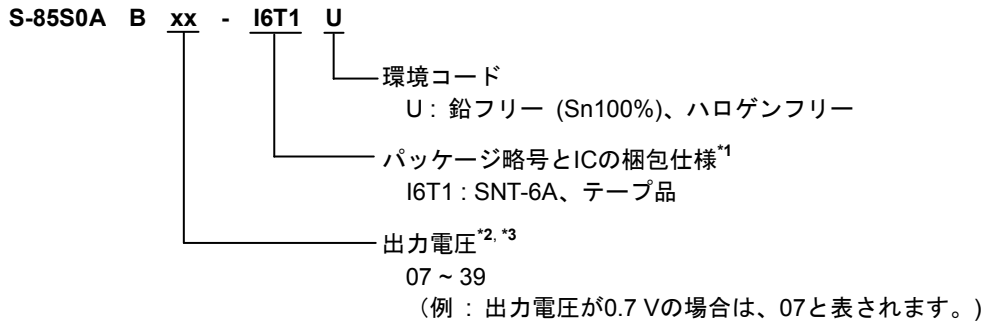 S-85S0A B xx - I6T1 U
環境コード
U : 鉛フリー (Sn100%)、ハロゲンフリー
パッケージ略号とICの梱包仕様*1
I6T1 : SNT-6A、テープ品
出力電圧*2, *3
07 ~ 39
（例 : 出力電圧が0.7 Vの場合は、07と表されます。)